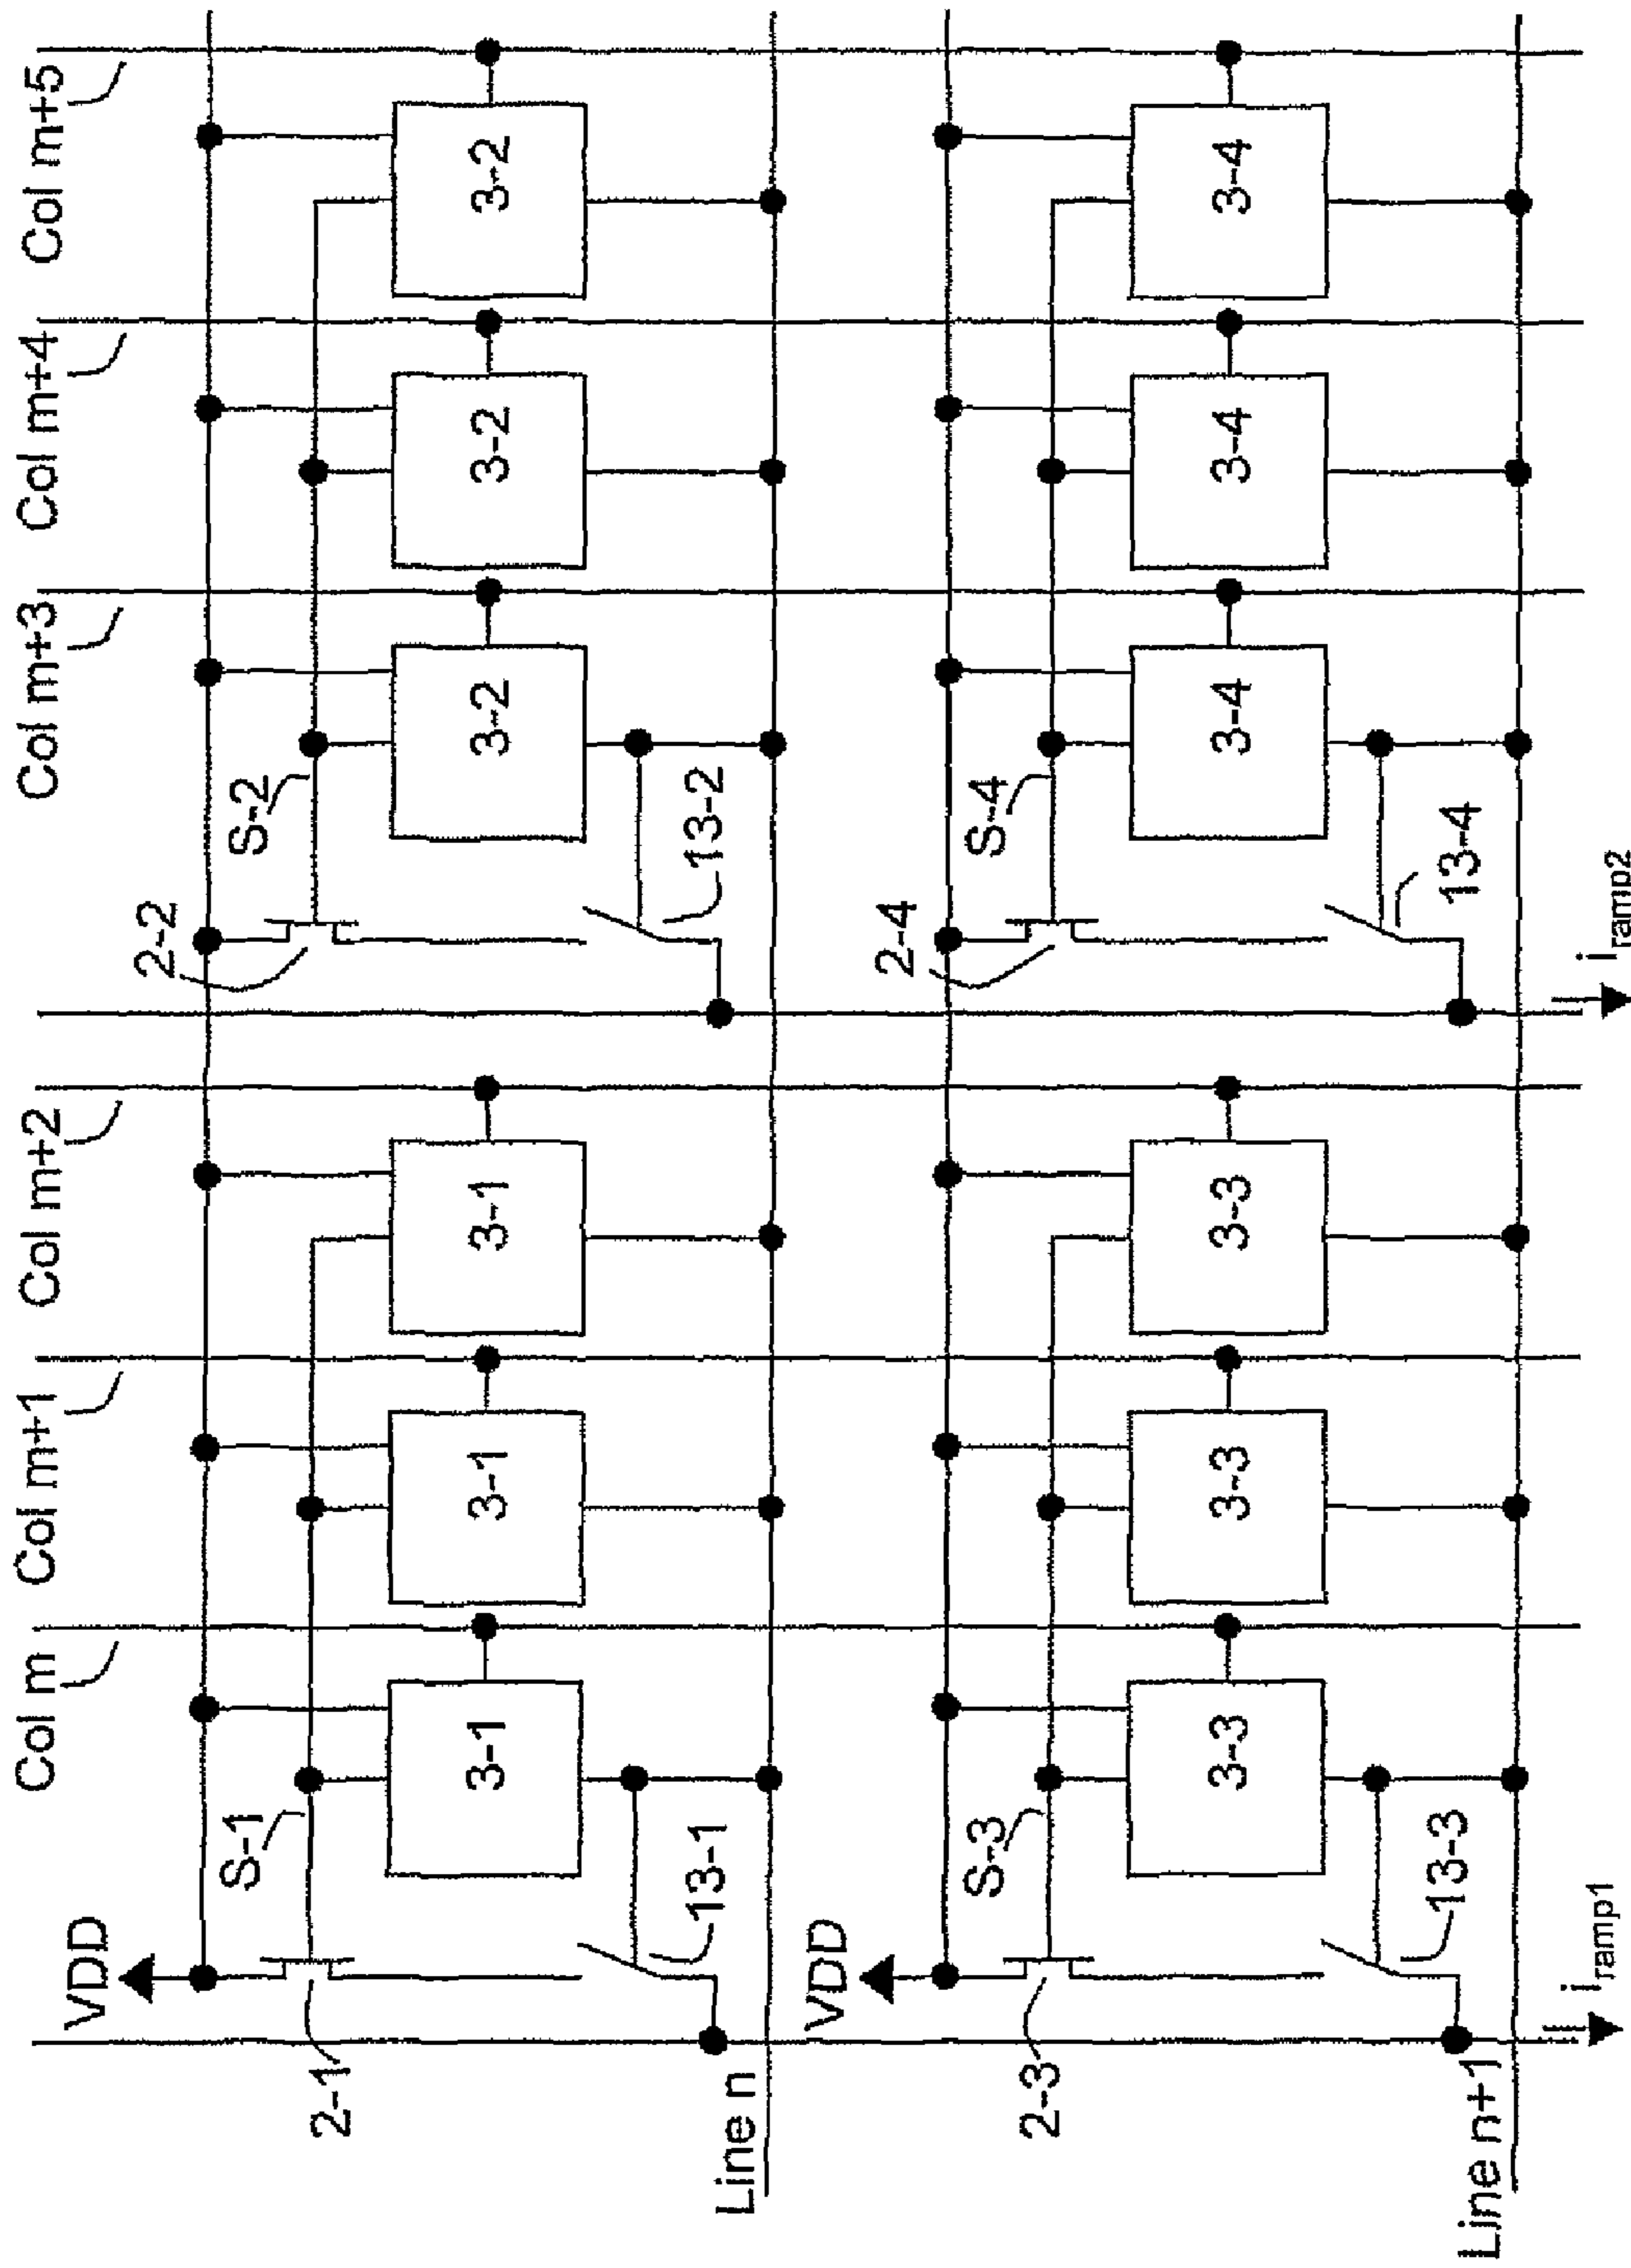 Col m
Col m+1
Col m+2
Col m+3
Col m+4
Col m+5
VDD
2-2
S-1
S-2
2-1
3-1
3-1
3-1
3-2
3-2
3-2
13-1
13-2
Line n
VDD
2-4
S-3
S-4
2-3
3-3
3-3
3-3
3-4
3-4
3-4
13-3
13-4
Line n+1
iramp1
iramp2